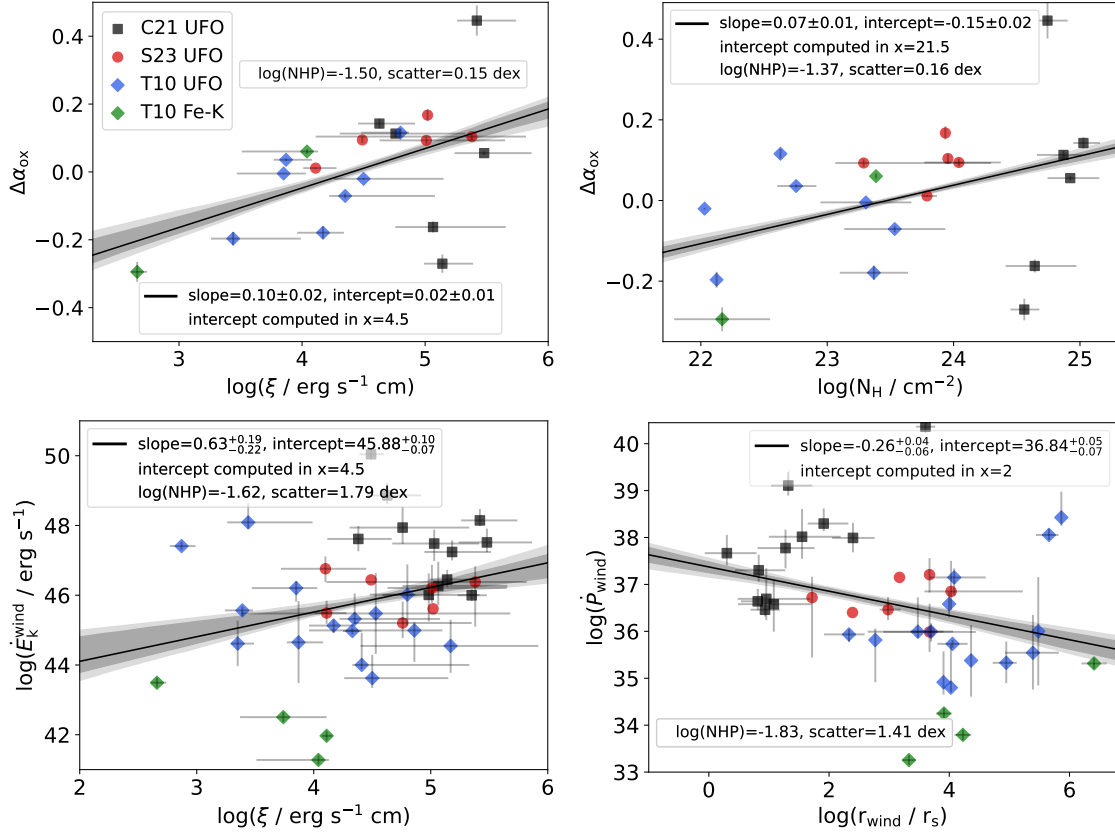 C21 UFO
S23 UFO
T10 UFO
T10 Fe-K
log(NHP)=-1.50, scatter=0.15 dex
slope=0.10±0.02, intercept=0.02±0.01
intercept computed in x=4.5
Δα_ox
0.4
0.2
0.0
−0.2
−0.4
3 4 5 6
log(ξ / erg s⁻¹ cm)
slope=0.07±0.01, intercept=-0.15±0.02
intercept computed in x=21.5
log(NHP)=-1.37, scatter=0.16 dex
Δα_ox
0.4
0.2
0.0
−0.2
22 23 24 25
log(N_H / cm⁻²)
slope=0.63^{+0.19}_{-0.22}, intercept=45.88^{+0.10}_{-0.07}
intercept computed in x=4.5
log(NHP)=-1.62, scatter=1.79 dex
log(Ė_k^wind / erg s⁻¹)
50
48
46
44
42
2 3 4 5 6
log(ξ / erg s⁻¹ cm)
slope=-0.26^{+0.04}_{-0.06}, intercept=36.84^{+0.05}_{-0.07}
intercept computed in x=2
log(NHP)=-1.83, scatter=1.41 dex
log(Ṗ_wind)
40
39
38
37
36
35
34
33
0 2 4 6
log(r_wind / r_s)